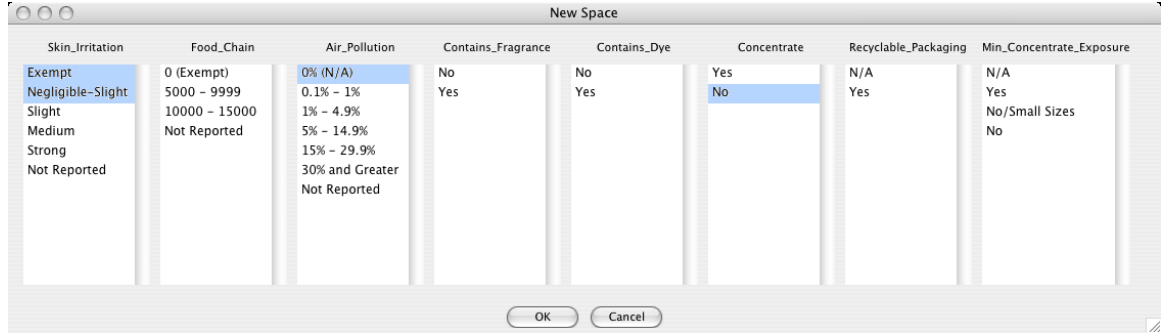 New Space
Skin_Irritation Food_Chain Air_Pollution Contains_Fragrance Contains_Dye Concentrate Recyclable_Packaging Min_Concentrate_Exposure
Exempt 0 (Exempt) 0% (N/A) No No Yes N/A N/A
Negligible-Slight 5000 - 9999 0.1% - 1% Yes Yes No Yes Yes
Slight 10000 - 15000 1% - 4.9% No/Small Sizes
Medium Not Reported 5% - 14.9% No
Strong 15% - 29.9%
Not Reported 30% and Greater
Not Reported
OK Cancel